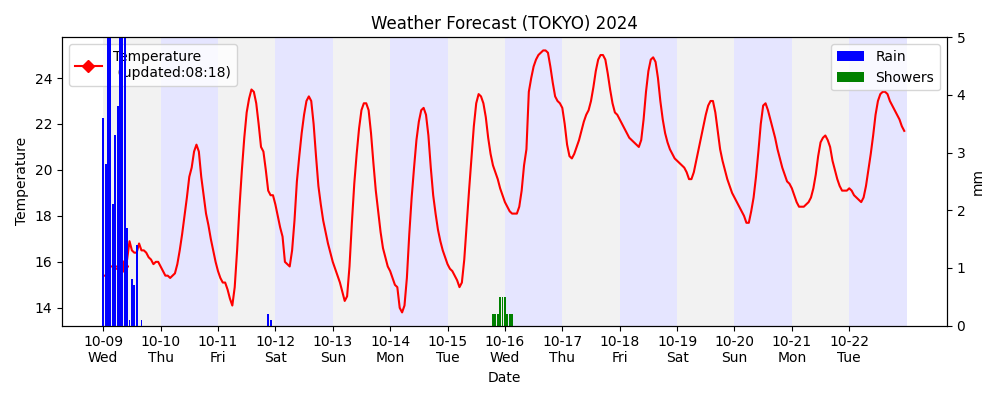 Weather Forecast (TOKYO) 2024
Temperature
(updated:08:18)
Rain
Showers
Temperature
24
22
20
18
16
14
5
4
3
2
1
0
mm
10-09 10-10 10-11 10-12 10-13 10-14 10-15 10-16 10-17 10-18 10-19 10-20 10-21 10-22
Wed Thu Fri Sat Sun Mon Tue Wed Thu Fri Sat Sun Mon Tue
Date